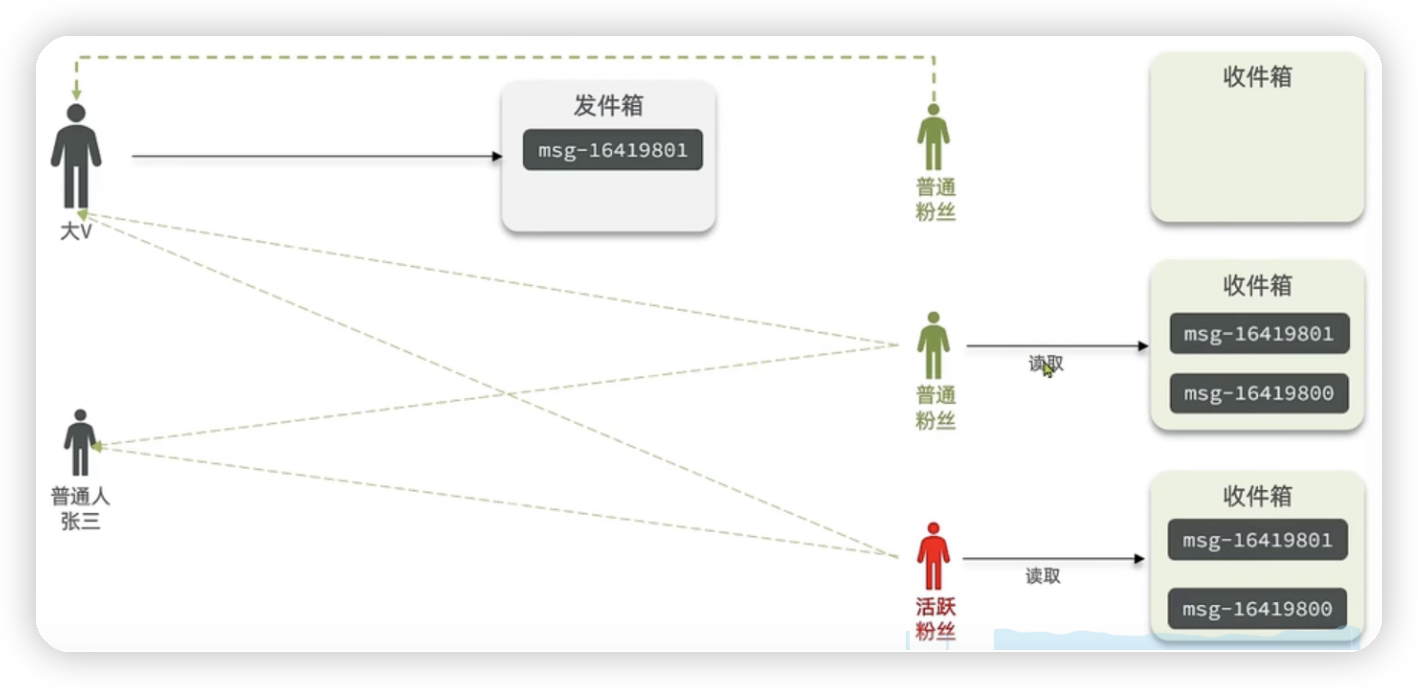 发件箱
msg-16419801
大V
普通
粉丝
收件箱
普通
粉丝
读取
收件箱
msg-16419801
msg-16419800
普通人
张三
活跃
粉丝
读取
收件箱
msg-16419801
msg-16419800